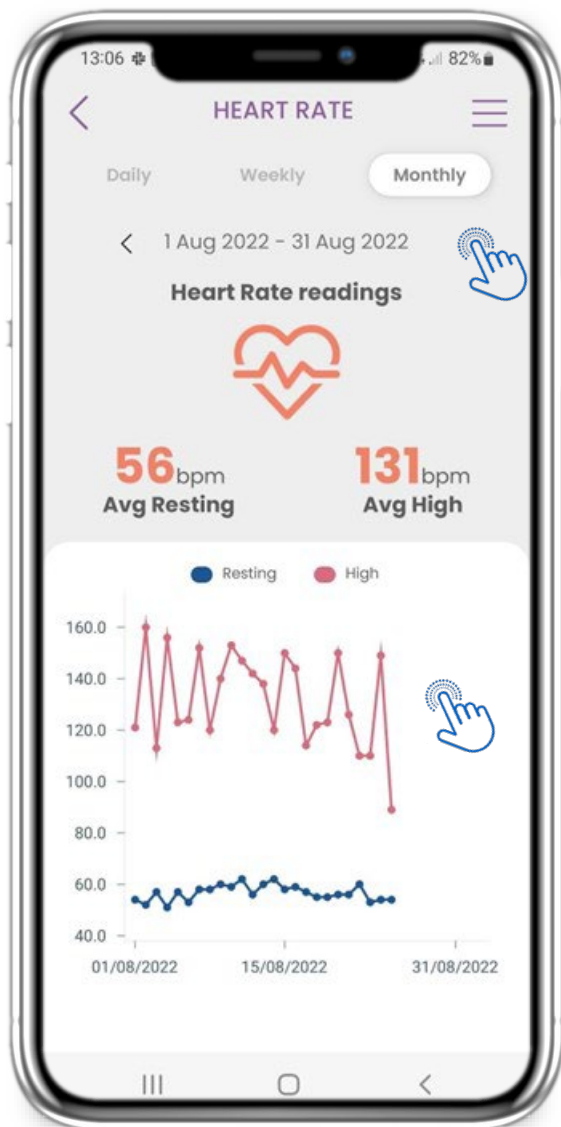 13:06 82%
HEART RATE
Daily Weekly Monthly
1 Aug 2022 - 31 Aug 2022
Heart Rate readings
56bpm 131bpm
Avg Resting Avg High
Resting High
160.0
140.0
120.0
100.0
80.0
60.0
40.0
01/08/2022 15/08/2022 31/08/2022